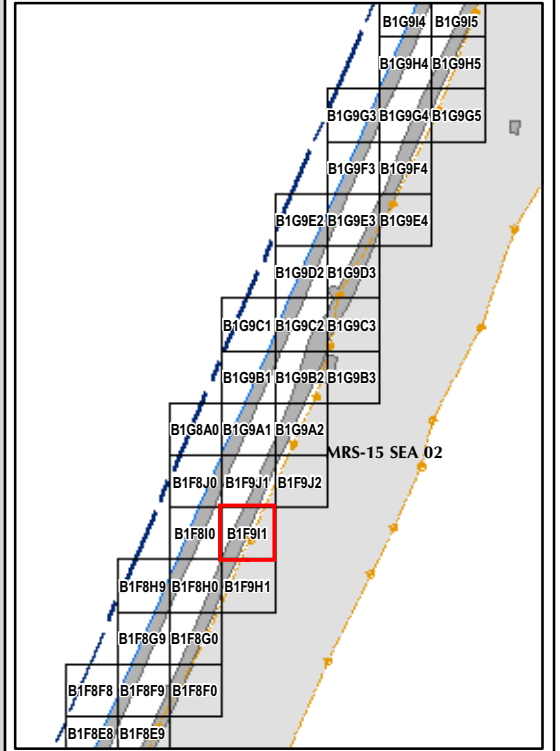 B1G9I4 B1G9I5
B1G9H4 B1G9H5
B1G9G3 B1G9G4 B1G9G5
B1G9F3 B1G9F4
B1G9E2 B1G9E3 B1G9E4
B1G9D2 B1G9D3
B1G9C1 B1G9C2 B1G9C3
B1G9B1 B1G9B2 B1G9B3
B1G8A0 B1G9A1 B1G9A2
MRS-15 SEA 02
B1F8J0 B1F9J1 B1F9J2
B1F8I0 B1F9I1
B1F8H9 B1F8H0 B1F9H1
B1F8G9 B1F8G0
B1F8F8 B1F8F9 B1F8F0
B1F8E8 B1F8E9